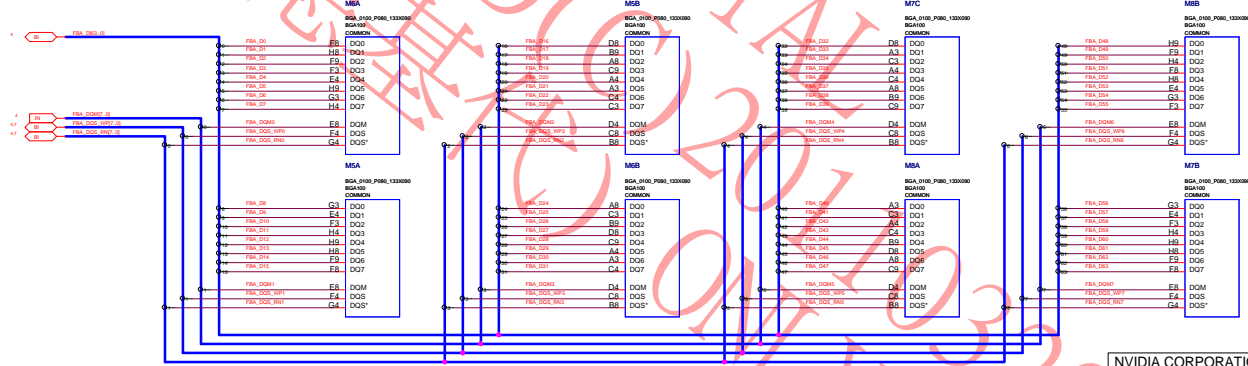 M6A M5B M7C M8B
BGA_0100_P080_133X090 BGA_0100_P080_133X090 BGA_0100_P080_133X090 BGA_0100_P080_133X090
BGA100 BGA100 BGA100 BGA100
COMMON COMMON COMMON COMMON
BI FBA_D[63..0]
FBA_D0 F8 DQ0 FBA_D16 D8 DQ0 FBA_D32 D8 DQ0 FBA_D48 H9 DQ0
FBA_D1 H8 DQ1 FBA_D17 B9 DQ1 FBA_D33 A3 DQ1 FBA_D49 F9 DQ1
FBA_D2 F9 DQ2 FBA_D18 A8 DQ2 FBA_D34 C3 DQ2 FBA_D50 H4 DQ2
FBA_D3 F3 DQ3 FBA_D19 C9 DQ3 FBA_D35 A4 DQ3 FBA_D51 F8 DQ3
FBA_D4 E4 DQ4 FBA_D20 A4 DQ4 FBA_D36 C4 DQ4 FBA_D52 H8 DQ4
FBA_D5 H9 DQ5 FBA_D21 A3 DQ5 FBA_D37 A8 DQ5 FBA_D53 E4 DQ5
FBA_D6 G3 DQ6 FBA_D22 C4 DQ6 FBA_D38 B9 DQ6 FBA_D54 G3 DQ6
FBA_D7 H4 DQ7 FBA_D23 C3 DQ7 FBA_D39 C9 DQ7 FBA_D55 F3 DQ7
IN FBA_DQM[7..0]
BI FBA_DQS_WP[7..0]
BI FBA_DQS_RN[7..0]
FBA_DQM0 E8 DQM FBA_DQM2 D4 DQM FBA_DQM4 D4 DQM FBA_DQM6 E8 DQM
FBA_DQS_WP0 F4 DQS FBA_DQS_WP2 C8 DQS FBA_DQS_WP4 C8 DQS FBA_DQS_WP6 F4 DQS
FBA_DQS_RN0 G4 DQS* FBA_DQS_RN2 B8 DQS* FBA_DQS_RN4 B8 DQS* FBA_DQS_RN6 G4 DQS*
M5A M6B M8A M7B
BGA_0100_P080_133X090 BGA_0100_P080_133X090 BGA_0100_P080_133X090 BGA_0100_P080_133X090
BGA100 BGA100 BGA100 BGA100
COMMON COMMON COMMON COMMON
FBA_D8 G3 DQ0 FBA_D24 A8 DQ0 FBA_D40 A3 DQ0 FBA_D56 G3 DQ0
FBA_D9 E4 DQ1 FBA_D25 C3 DQ1 FBA_D41 C3 DQ1 FBA_D57 E4 DQ1
FBA_D10 F3 DQ2 FBA_D26 B9 DQ2 FBA_D42 A4 DQ2 FBA_D58 F3 DQ2
FBA_D11 H4 DQ3 FBA_D27 D8 DQ3 FBA_D43 C4 DQ3 FBA_D59 H4 DQ3
FBA_D12 H9 DQ4 FBA_D28 C9 DQ4 FBA_D44 B9 DQ4 FBA_D60 H9 DQ4
FBA_D13 H8 DQ5 FBA_D29 A4 DQ5 FBA_D45 D8 DQ5 FBA_D61 H8 DQ5
FBA_D14 F9 DQ6 FBA_D30 A3 DQ6 FBA_D46 A8 DQ6 FBA_D62 F9 DQ6
FBA_D15 F8 DQ7 FBA_D31 C4 DQ7 FBA_D47 C9 DQ7 FBA_D63 F8 DQ7
FBA_DQM1 E8 DQM FBA_DQM3 D4 DQM FBA_DQM5 D4 DQM FBA_DQM7 E8 DQM
FBA_DQS_WP1 F4 DQS FBA_DQS_WP3 C8 DQS FBA_DQS_WP5 C8 DQS FBA_DQS_WP7 F4 DQS
FBA_DQS_RN1 G4 DQS* FBA_DQS_RN3 B8 DQS* FBA_DQS_RN5 B8 DQS* FBA_DQS_RN7 G4 DQS*
NVIDIA CORPORATIO